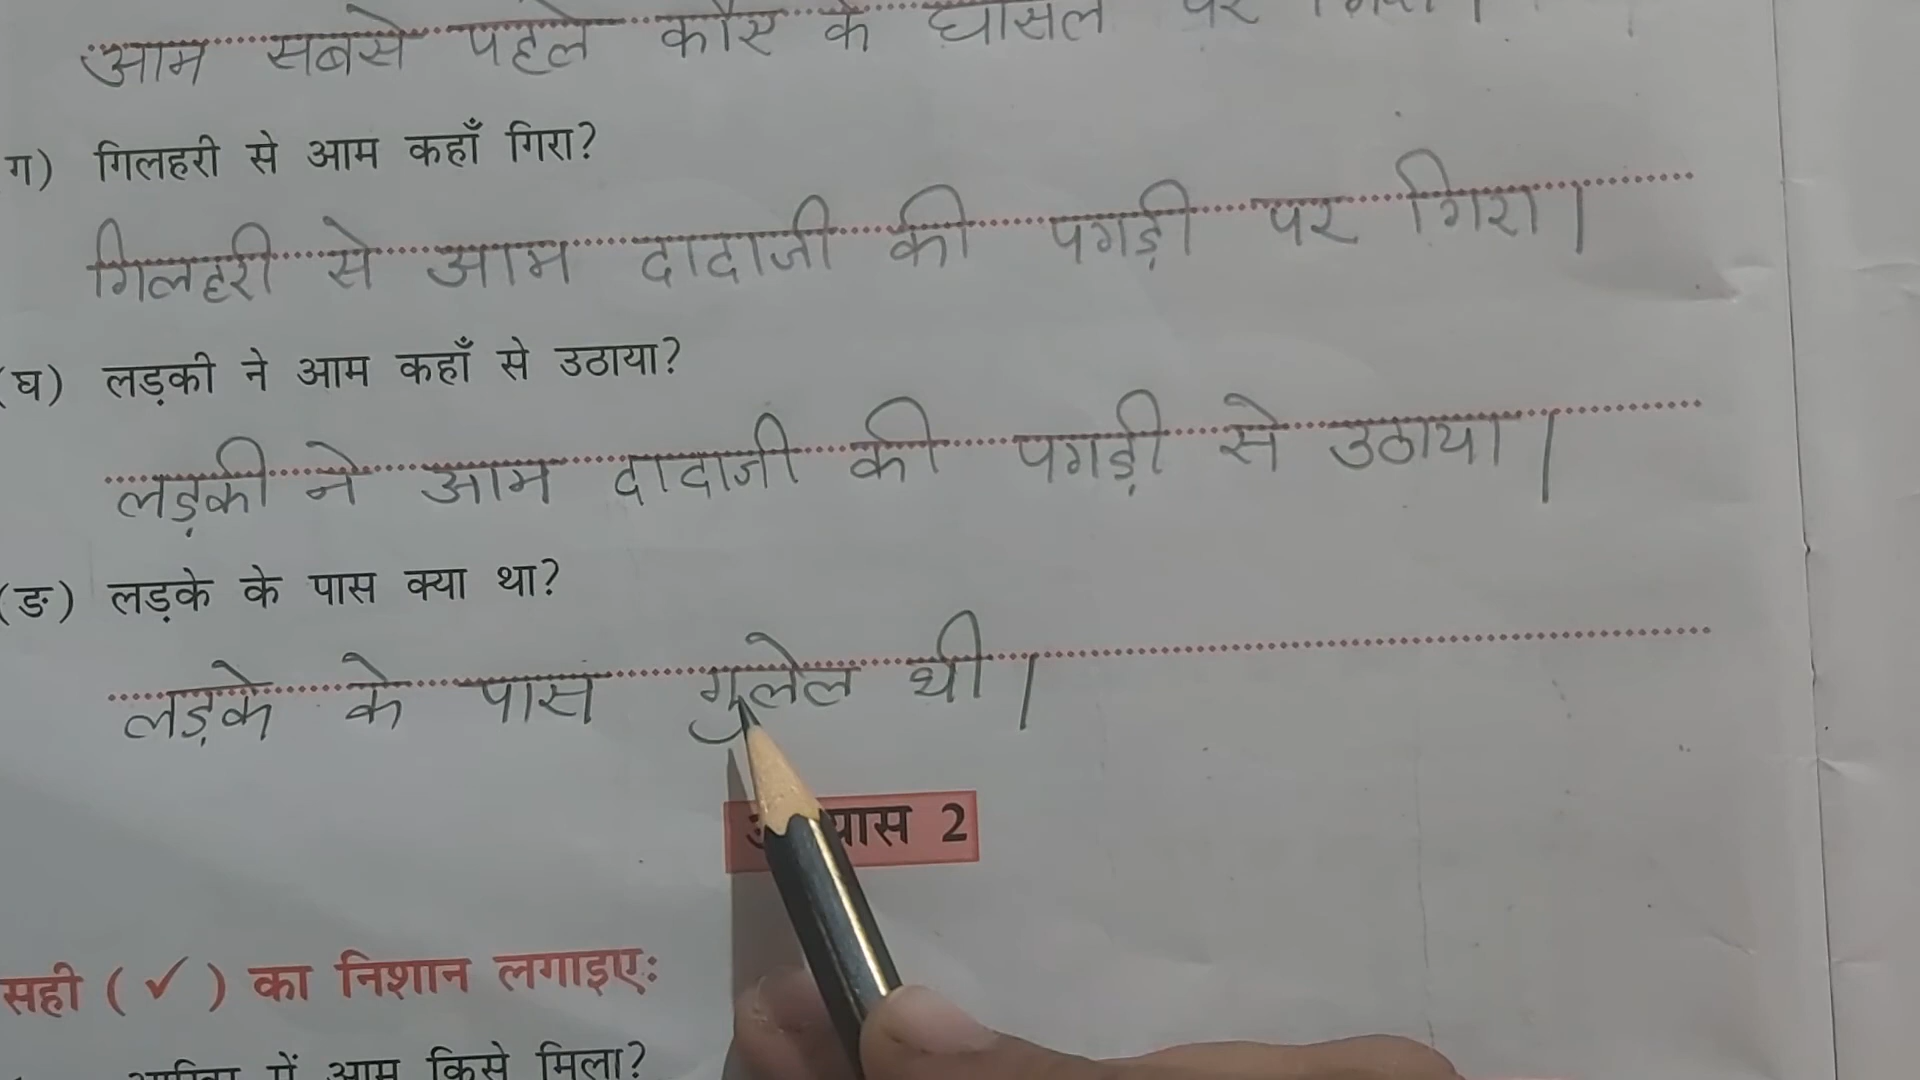 आम सबसे पहले कौए के घोंसले पर गिरा।
ग) गिलहरी से आम कहाँ गिरा?
गिलहरी से आम दादाजी की पगड़ी पर गिरा।
(घ) लड़की ने आम कहाँ से उठाया?
लड़की ने आम दादाजी की पगड़ी से उठाया।
(ङ) लड़के के पास क्या था?
लड़के के पास गुलेल थी।
2
सही (✓) का निशान लगाइए:
में आम किसे मिला?